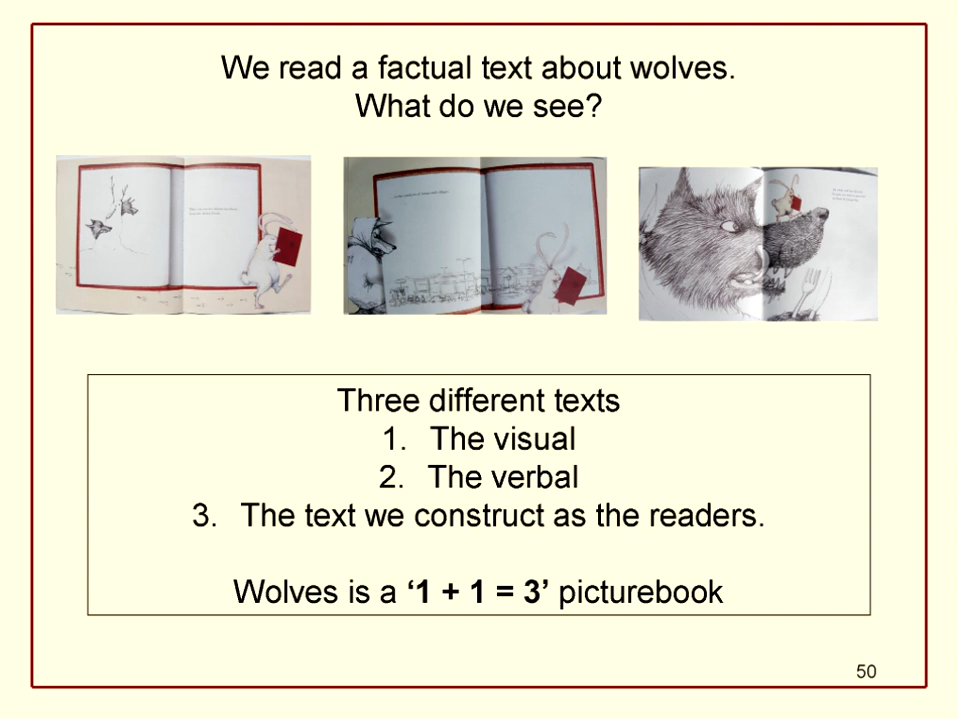 We read a factual text about wolves.
What do we see?
Three different texts
1. The visual
2. The verbal
3. The text we construct as the readers.
Wolves is a ‘1 + 1 = 3’ picturebook
50